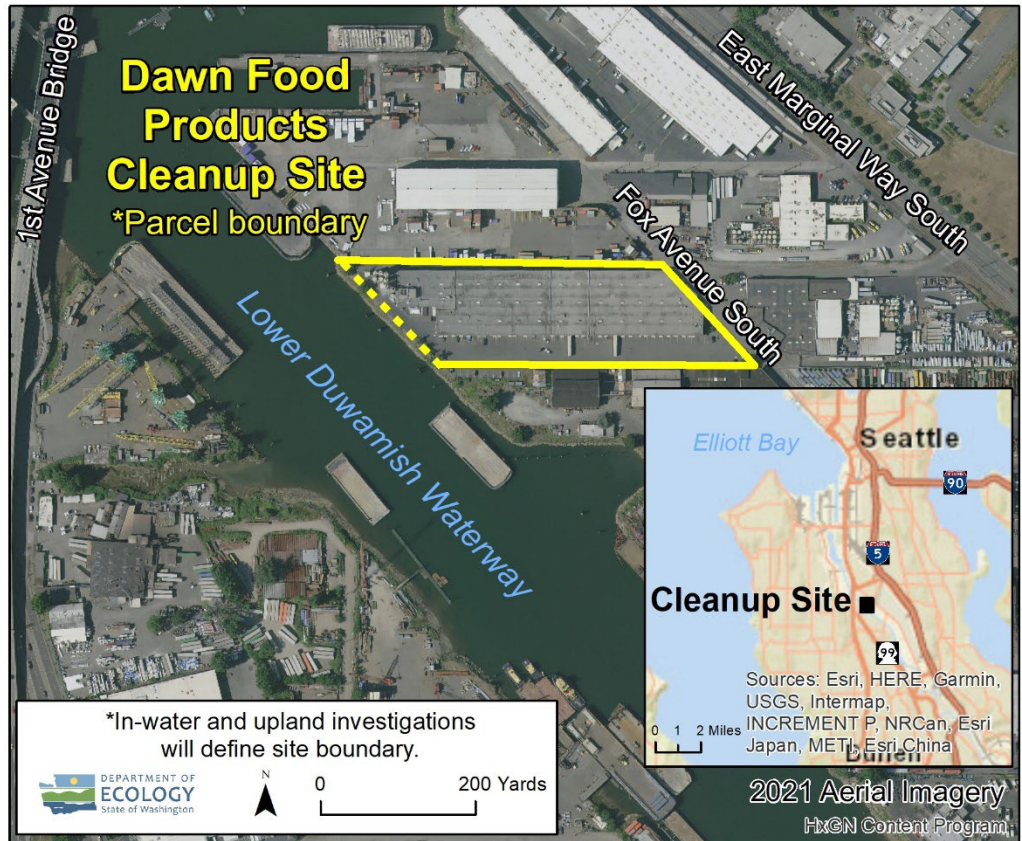 Dawn Food
Products
Cleanup Site
*Parcel boundary
1st Avenue Bridge
East Marginal Way South
Fox Avenue South
Lower Duwamish Waterway
Elliott Bay
Seattle
90
5
Cleanup Site
99
Sources: Esri, HERE, Garmin,
USGS, Intermap,
INCREMENT P, NRCan, Esri
Japan, METI, Esri China
0 1 2 Miles
*In-water and upland investigations
will define site boundary.
DEPARTMENT OF
ECOLOGY
State of Washington
N
0 200 Yards
2021 Aerial Imagery
HxGN Content Program